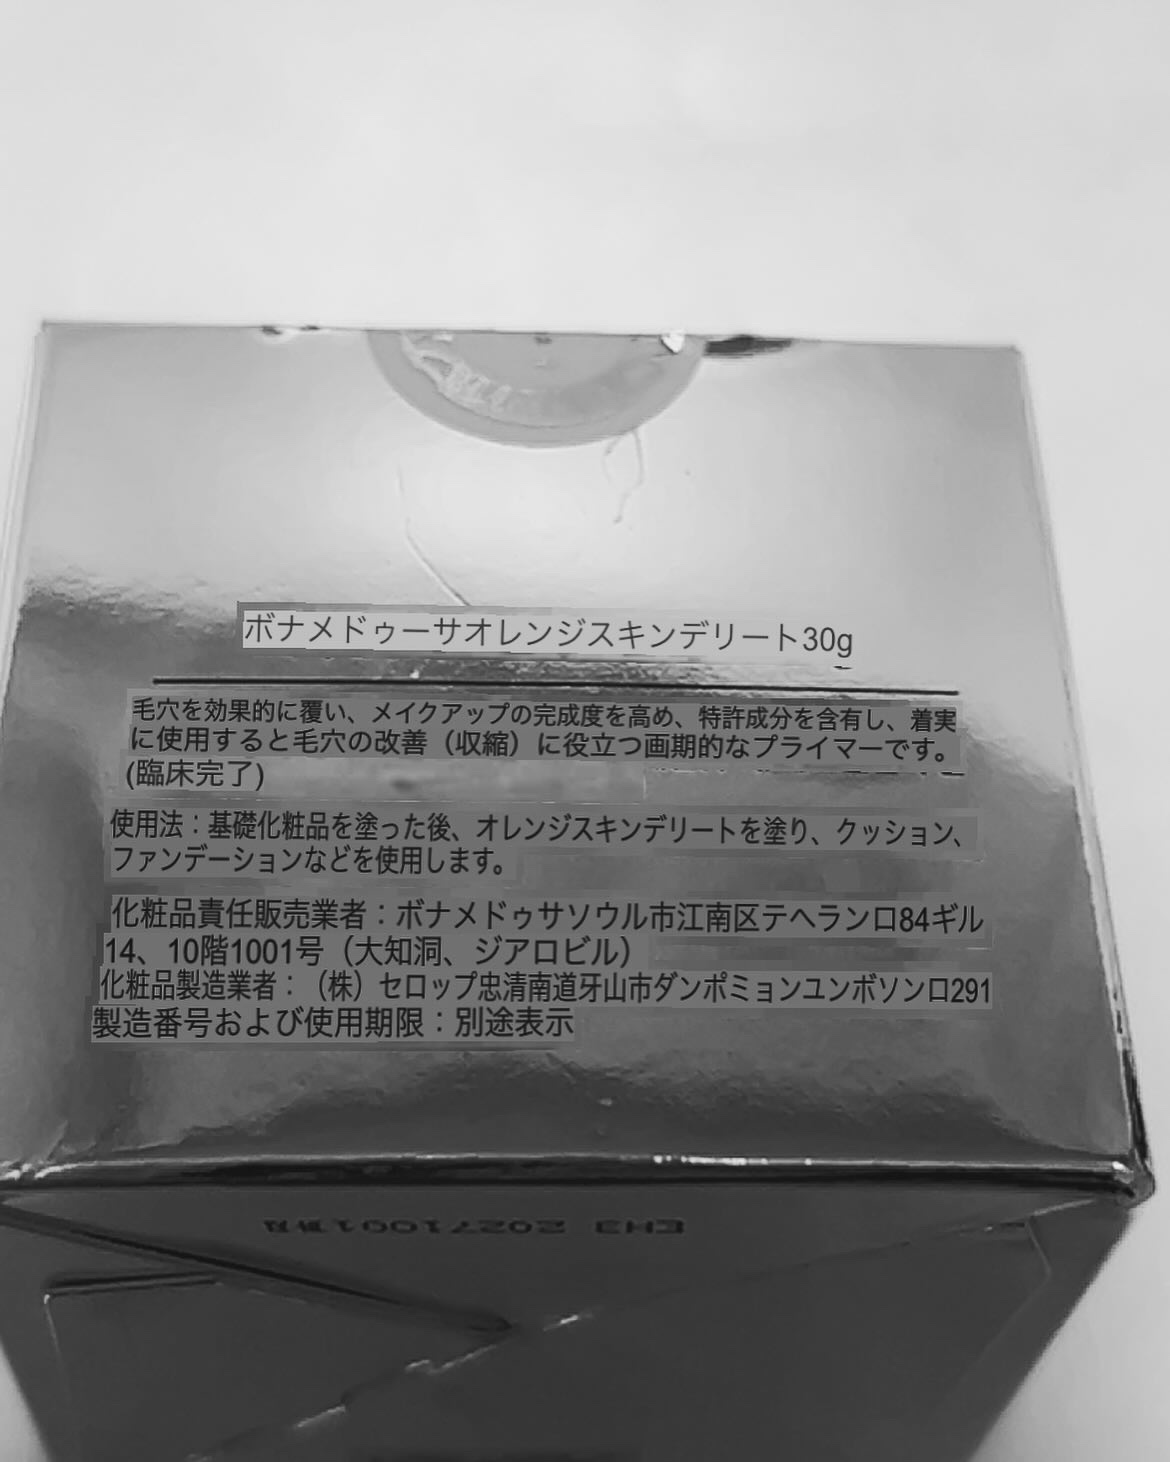 ボナメドゥーサオレンジスキンデリート30g
毛穴を効果的に覆い、メイクアップの完成度を高め、特許成分を含有し、着実
に使用すると毛穴の改善（収縮）に役立つ画期的なプライマーです。
(臨床完了)
使用法：基礎化粧品を塗った後、オレンジスキンデリートを塗り、クッション、
ファンデーションなどを使用します。
化粧品責任販売業者：ボナメドゥサソウル市江南区テヘランロ84ギル
14、10階1001号（大知洞、ジアロビル）
化粧品製造業者：（株）セロップ忠清南道牙山市ダンポミョンユンボソンロ291
製造番号および使用期限：別途表示
EH3 20271001